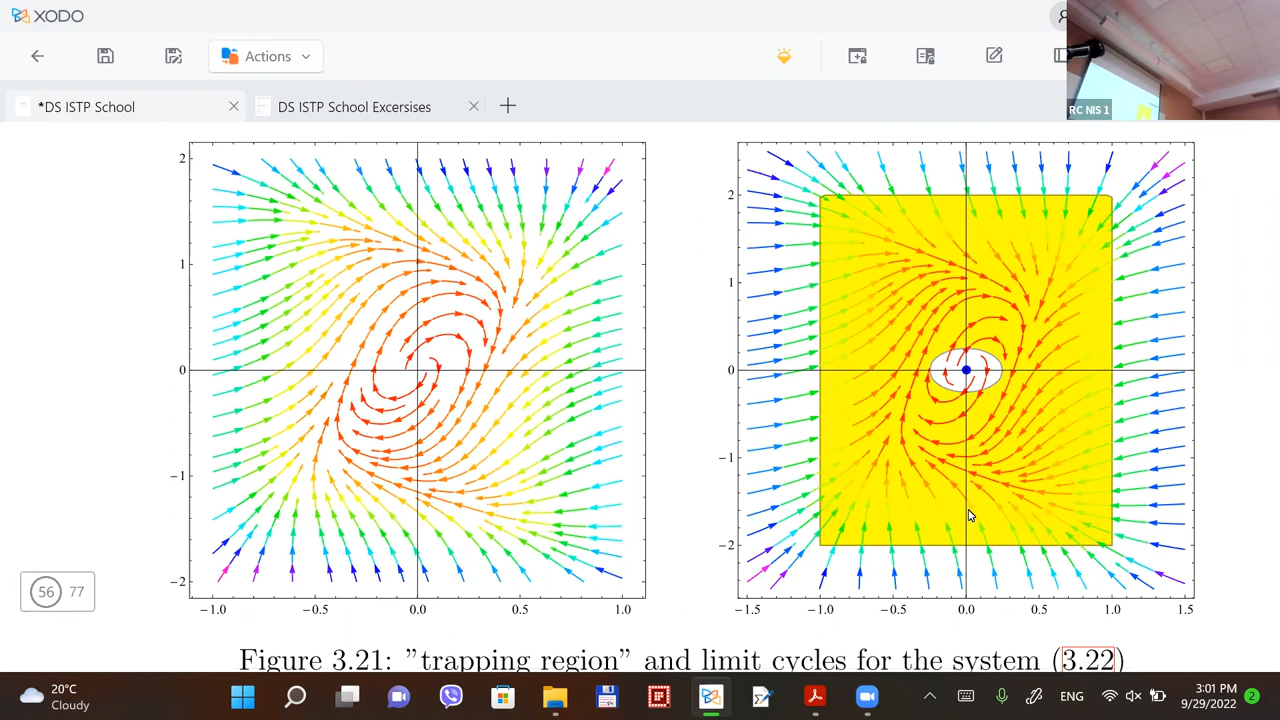 XODO
Actions
*DS ISTP School
DS ISTP School Excersises
RC NIS 1
2
1
0
−1
−2
−1.0
−0.5
0.0
0.5
1.0
2
1
0
−1
−2
−1.5
−1.0
−0.5
0.0
0.5
1.0
1.5
56 77
Figure 3.21: ”trapping region” and limit cycles for the system (3.22)
20°C
Cloudy
64
ENG
3:01 PM
9/29/2022
2